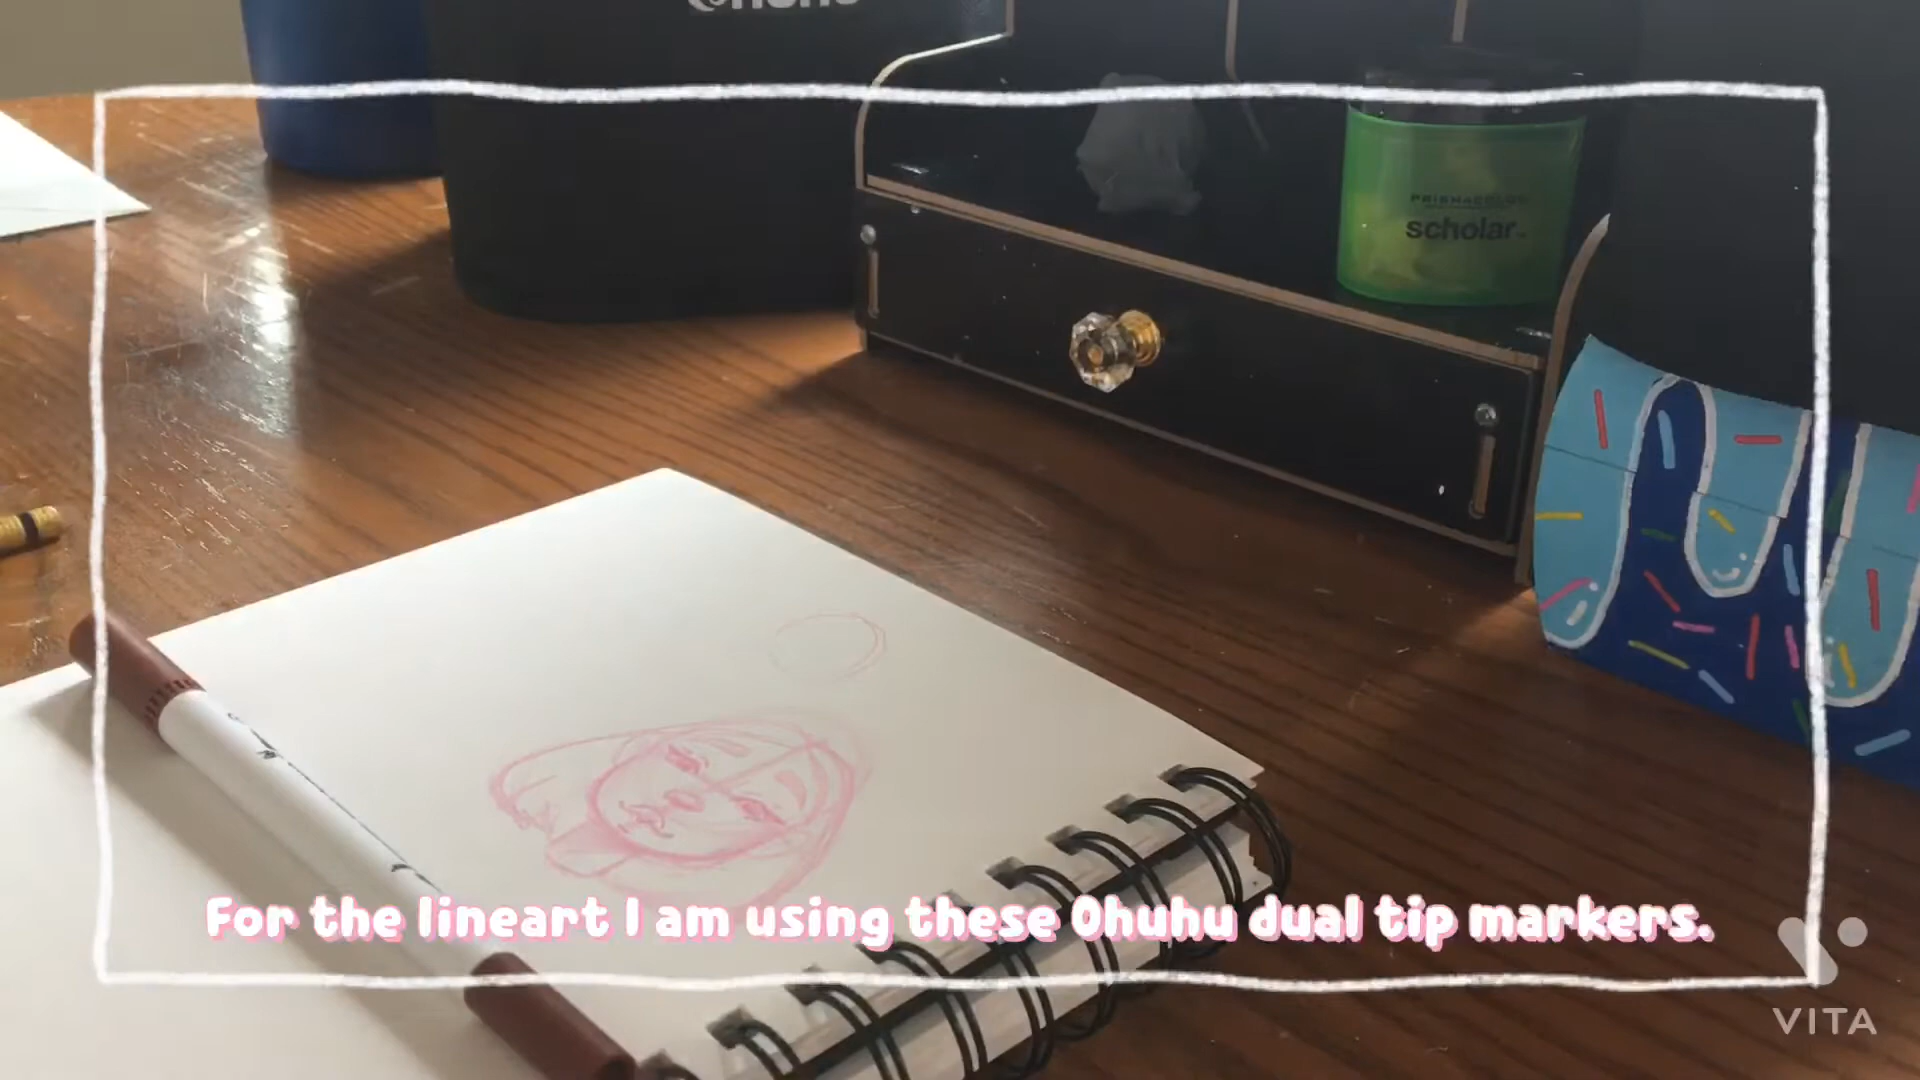 PRISMACOLOR
scholar.
For the lineart I am using these Ohuhu dual tip markers.
VITA